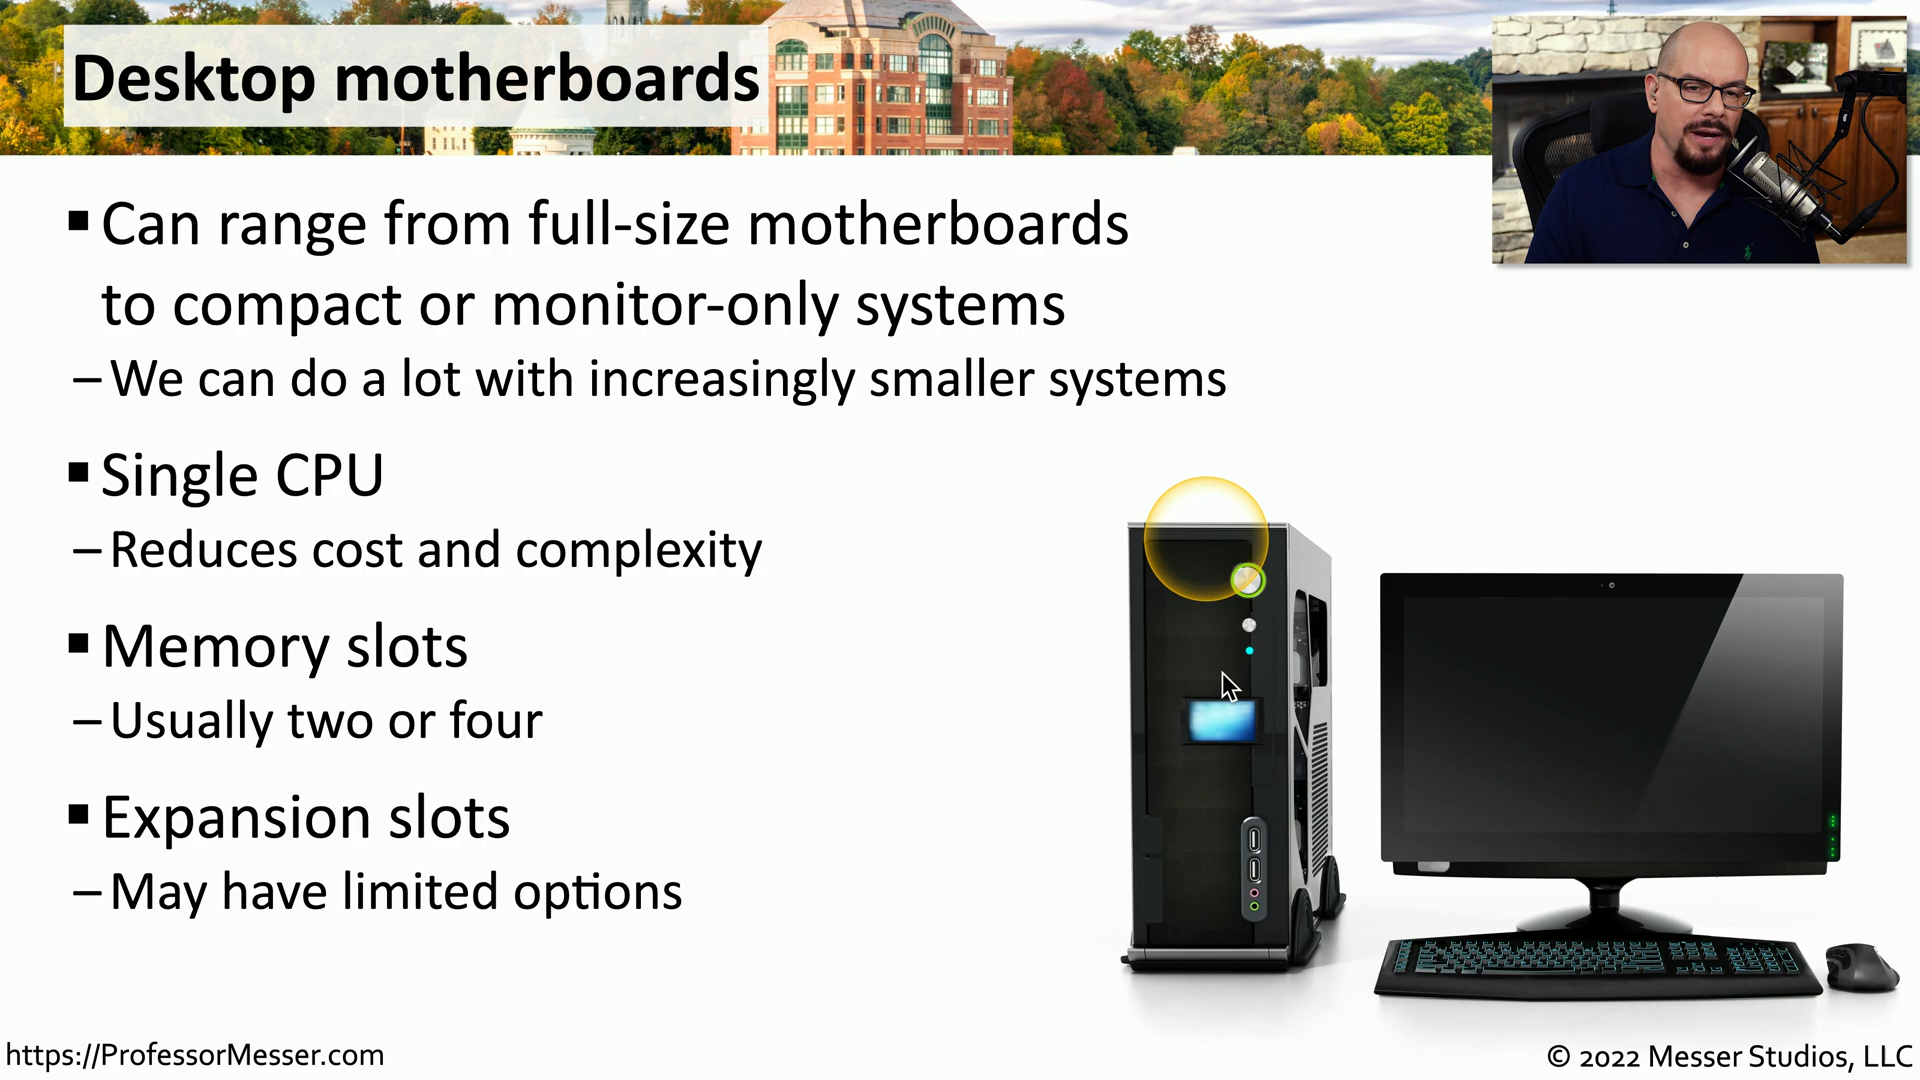 Desktop motherboards
▪ Can range from full-size motherboards
to compact or monitor-only systems
– We can do a lot with increasingly smaller systems
▪ Single CPU
– Reduces cost and complexity
▪ Memory slots
– Usually two or four
▪ Expansion slots
– May have limited options
https://ProfessorMesser.com
© 2022 Messer Studios, LLC